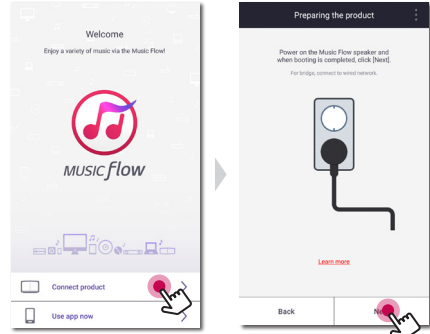 Welcome
Enjoy a variety of music via the Music Flow!
MUSIC flow
Connect product
Use app now
Preparing the product
Power on the Music Flow speaker and
when booting is completed, click [Next].
For bridge, connect to wired network.
Learn more
Back